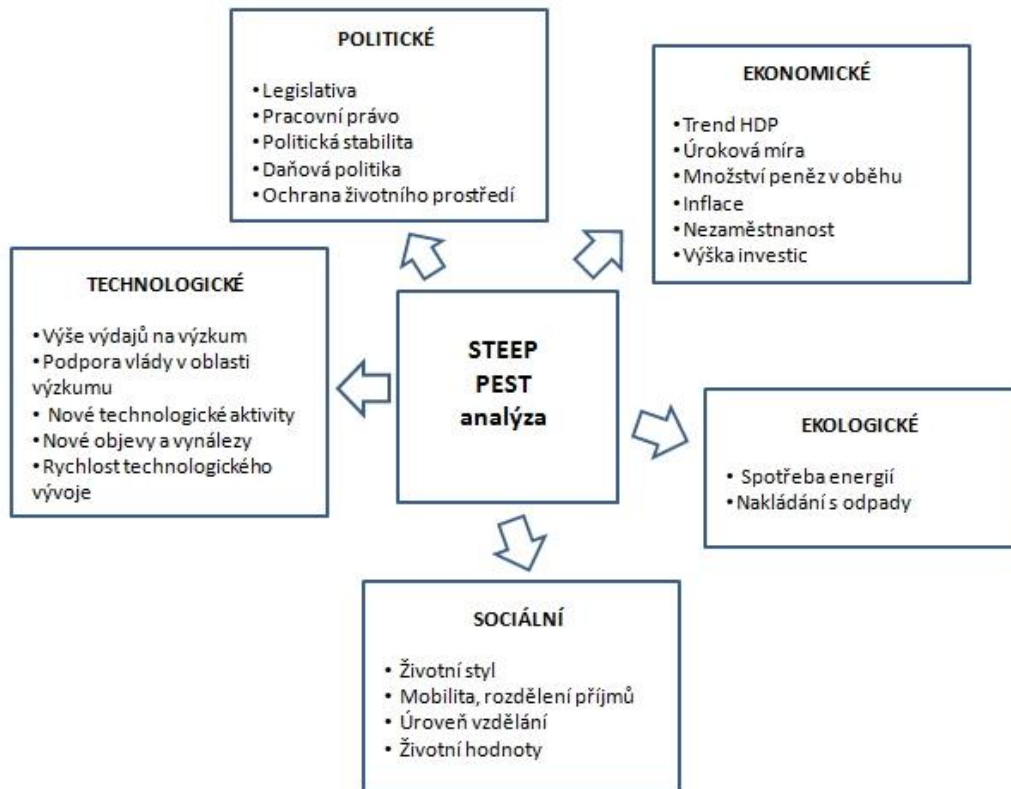 POLITICKÉ
•Legislativa
•Pracovní právo
•Politická stabilita
•Daňová politika
•Ochrana životního prostředí
EKONOMICKÉ
•Trend HDP
•Úroková míra
•Množství peněz v oběhu
•Inflace
•Nezaměstnanost
•Výška investic
TECHNOLOGICKÉ
•Výše výdajů na výzkum
•Podpora vlády v oblasti
výzkumu
• Nové technologické aktivity
•Nové objevy a vynálezy
•Rychlost technologického
vývoje
STEEP
PEST
analýza
EKOLOGICKÉ
• Spotřeba energií
•Nakládání s odpady
SOCIÁLNÍ
• Životní styl
• Mobilita, rozdělení příjmů
• Úroveň vzdělání
• Životní hodnoty